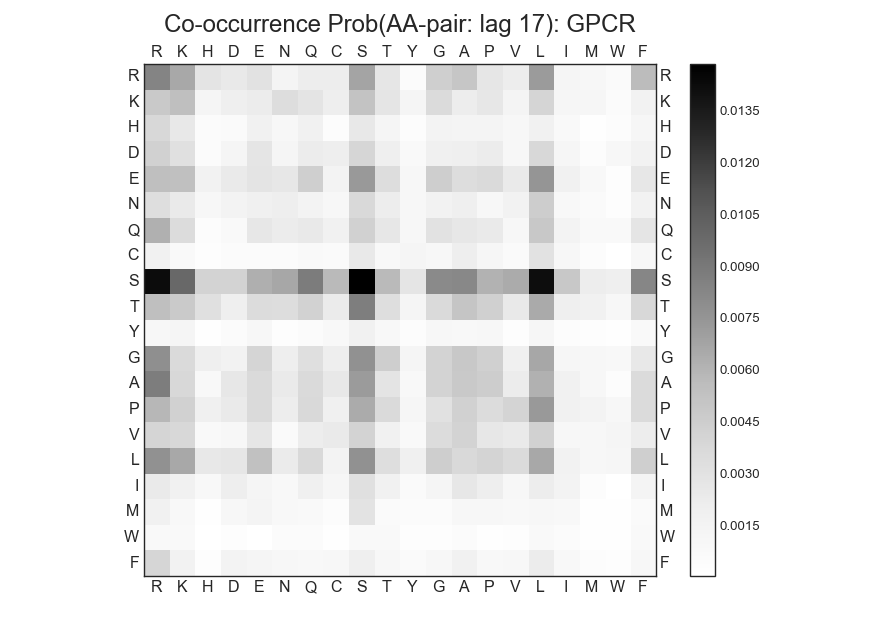 Co-occurrence Prob(AA-pair: lag 17): GPCR
R K H D E N Q C S T Y G A P V L I M W F
R R
K K
0.0135
H H
0.0120
D D
E E
0.0105
N N
Q Q
0.0090
C C
S S
0.0075
T T
Y Y
0.0060
G G
A A
P P
0.0045
V V
L L
0.0030
I I
M M
0.0015
W W
F F
R K H D E N Q C S T Y G A P V L I M W F